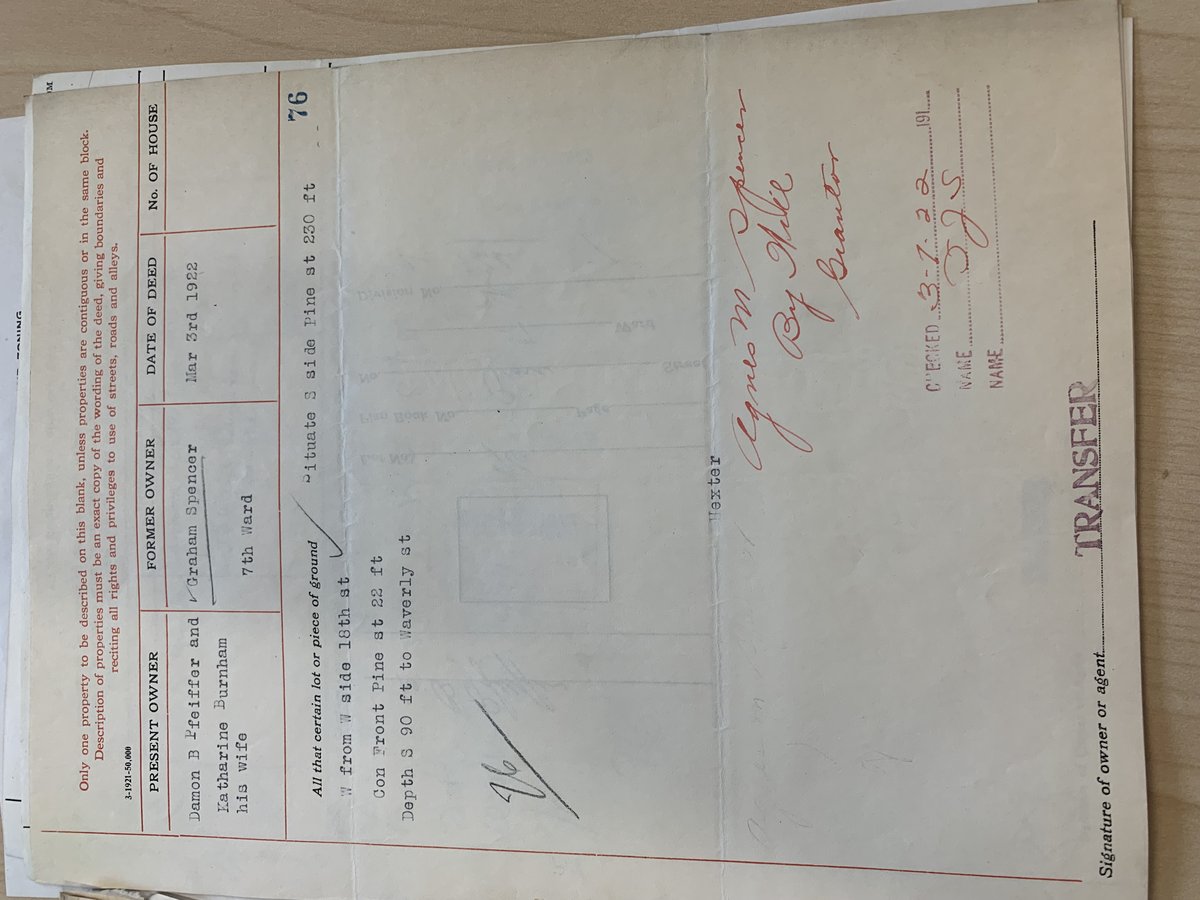 Only one property to be described on this blank, unless properties are contiguous or in the same block.
Description of properties must be an exact copy of the wording of the deed, giving boundaries and
reciting all rights and privileges to use of streets, roads and alleys.
3-1921-50,000
PRESENT OWNER FORMER OWNER DATE OF DEED No. OF HOUSE
Damon B Pfeiffer and Graham Spencer Mar 3rd 1922
Katharine Burnham
his wife 7th Ward
76
All that certain lot or piece of ground Situate S side Pine st 230 ft
W from W side 18th st
Con Front Pine st 22 ft
Depth S 90 ft to Waverly st
76
Wexter
Agnes M Spencer
By
Grantor
CHECKED 3-7-22 191
NAME
NAME
TRANSFER
Signature of owner or agent